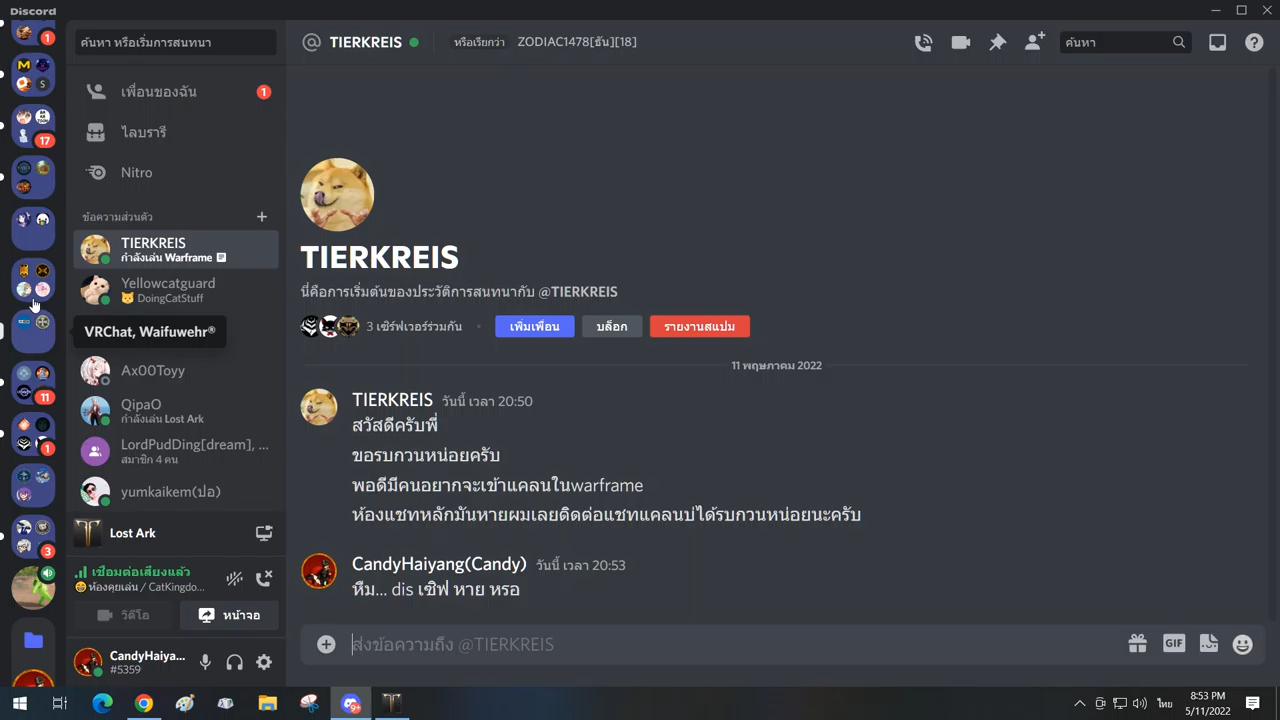 Discord
ค้นหา หรือเริ่มการสนทนา
TIERKREIS
หรือเรียกว่า
ZODIAC1478[ธัน][18]
ค้นหา
1
17
11
1
3
เพื่อนของฉัน
1
ไลบรารี
Nitro
ข้อความส่วนตัว
TIERKREIS
กำลังเล่น Warframe
Yellowcatguard
DoingCatStuff
VRChat, Waifuwehr®
Ax00Toyy
QipaO
กำลังเล่น Lost Ark
LordPudDing[dream], ...
สมาชิก 4 คน
yumkaikem(ปอ)
Lost Ark
เชื่อมต่อเสียงแล้ว
ห้องคุยเล่น / CatKingdo...
วิดีโอ
หน้าจอ
CandyHaiya...
#5359
TIERKREIS
นี่คือการเริ่มต้นของประวัติการสนทนากับ @TIERKREIS
3 เซิร์ฟเวอร์ร่วมกัน
เพิ่มเพื่อน
บล็อก
รายงานสแปม
11 พฤษภาคม 2022
TIERKREIS วันนี้ เวลา 20:50
สวัสดีครับพี่
ขอรบกวนหน่อยครับ
พอดีมีคนอยากจะเข้าแคลนในwarframe
ห้องแชทหลักมันหายผมเลยติดต่อแชทแคลนบ่ได้รบกวนหน่อยนะครับ
CandyHaiyang(Candy) วันนี้ เวลา 20:53
หืม... dis เซิฟ หาย หรอ
ส่งข้อความถึง @TIERKREIS
GIF
9+
ไทย
8:53 PM
5/11/2022